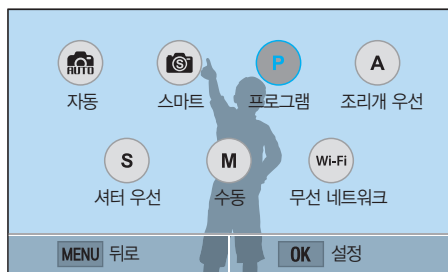 AUTO S P A
자동 스마트 프로그램 조리개 우선
S M Wi-Fi
셔터 우선 수동 무선 네트워크
MENU 뒤로 OK 설정